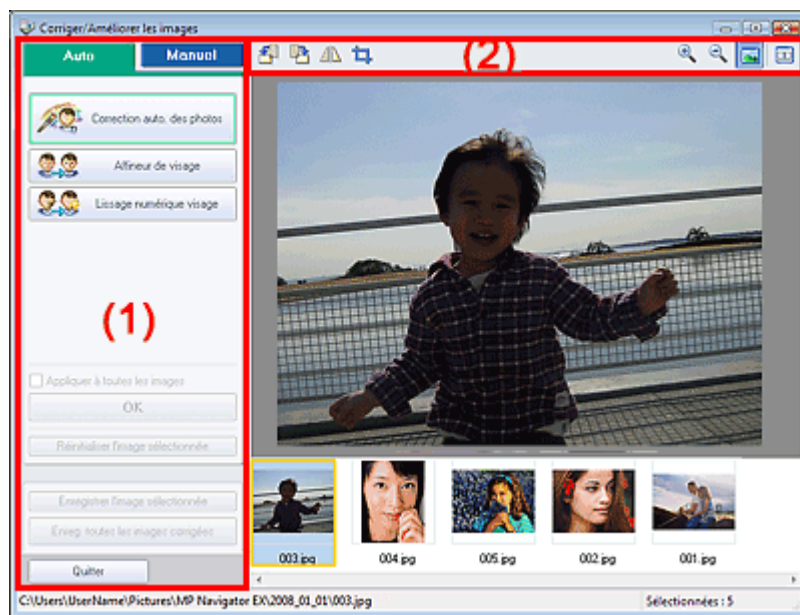 Corriger/Améliorer les images
Auto
Manuel
(2)
Correction auto. des photos
Affineur de visage
Lissage numérique visage
(1)
Appliquer à toutes les images
OK
Réinitialiser l'image sélectionnée
Enregistrer l'image sélectionnée
Enreg. toutes les images corrigées
Quitter
003.jpg
004.jpg
005.jpg
002.jpg
001.jpg
C:\Users\UserName\Pictures\MP Navigator EX\2008_01_01\003.jpg
Sélectionnées : 5